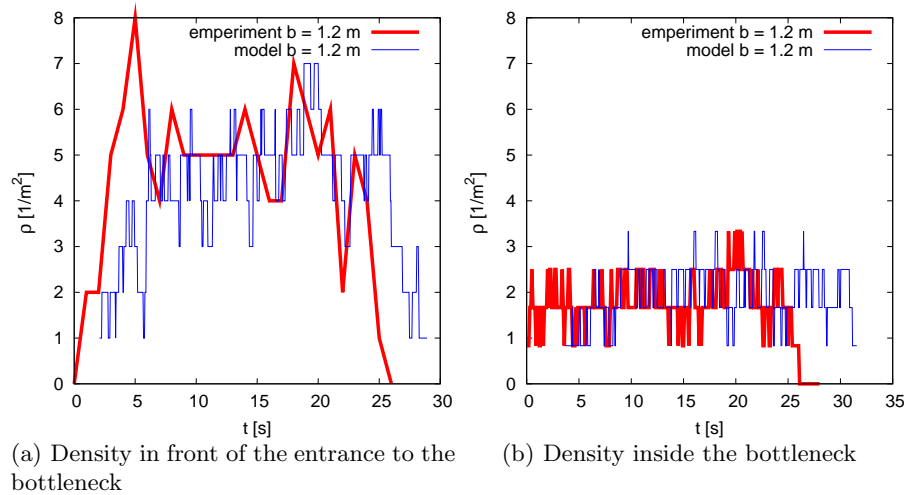 8
7
6
5
4
3
2
1
0
ρ [1/m²]
experiment b = 1.2 m
model b = 1.2 m
0 5 10 15 20 25 30
t [s]
(a) Density in front of the entrance to the
bottleneck
8
7
6
5
4
3
2
1
0
ρ [1/m²]
experiment b = 1.2 m
model b = 1.2 m
0 5 10 15 20 25 30 35
t [s]
(b) Density inside the bottleneck